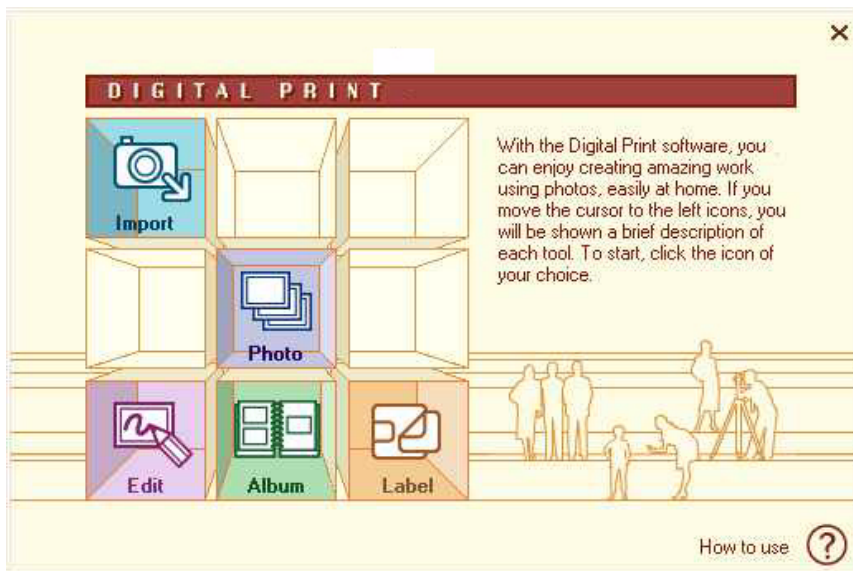 DIGITAL PRINT
Import
With the Digital Print software, you
can enjoy creating amazing work
using photos, easily at home. If you
move the cursor to the left icons, you
will be shown a brief description of
each tool. To start, click the icon of
your choice.
Photo
Edit
Album
Label
How to use
?